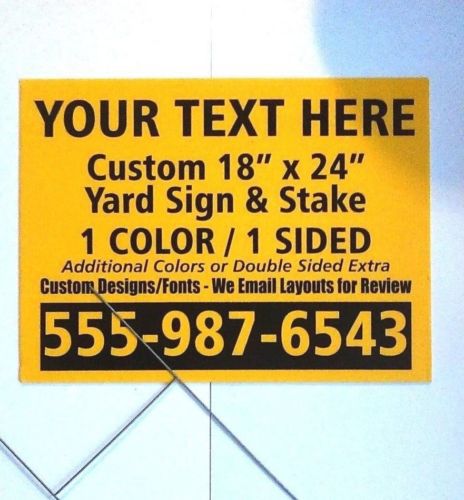 YOUR TEXT HERE
Custom 18" x 24"
Yard Sign & Stake
1 COLOR / 1 SIDED
Additional Colors or Double Sided Extra
Custom Designs/Fonts - We Email Layouts for Review
555-987-6543